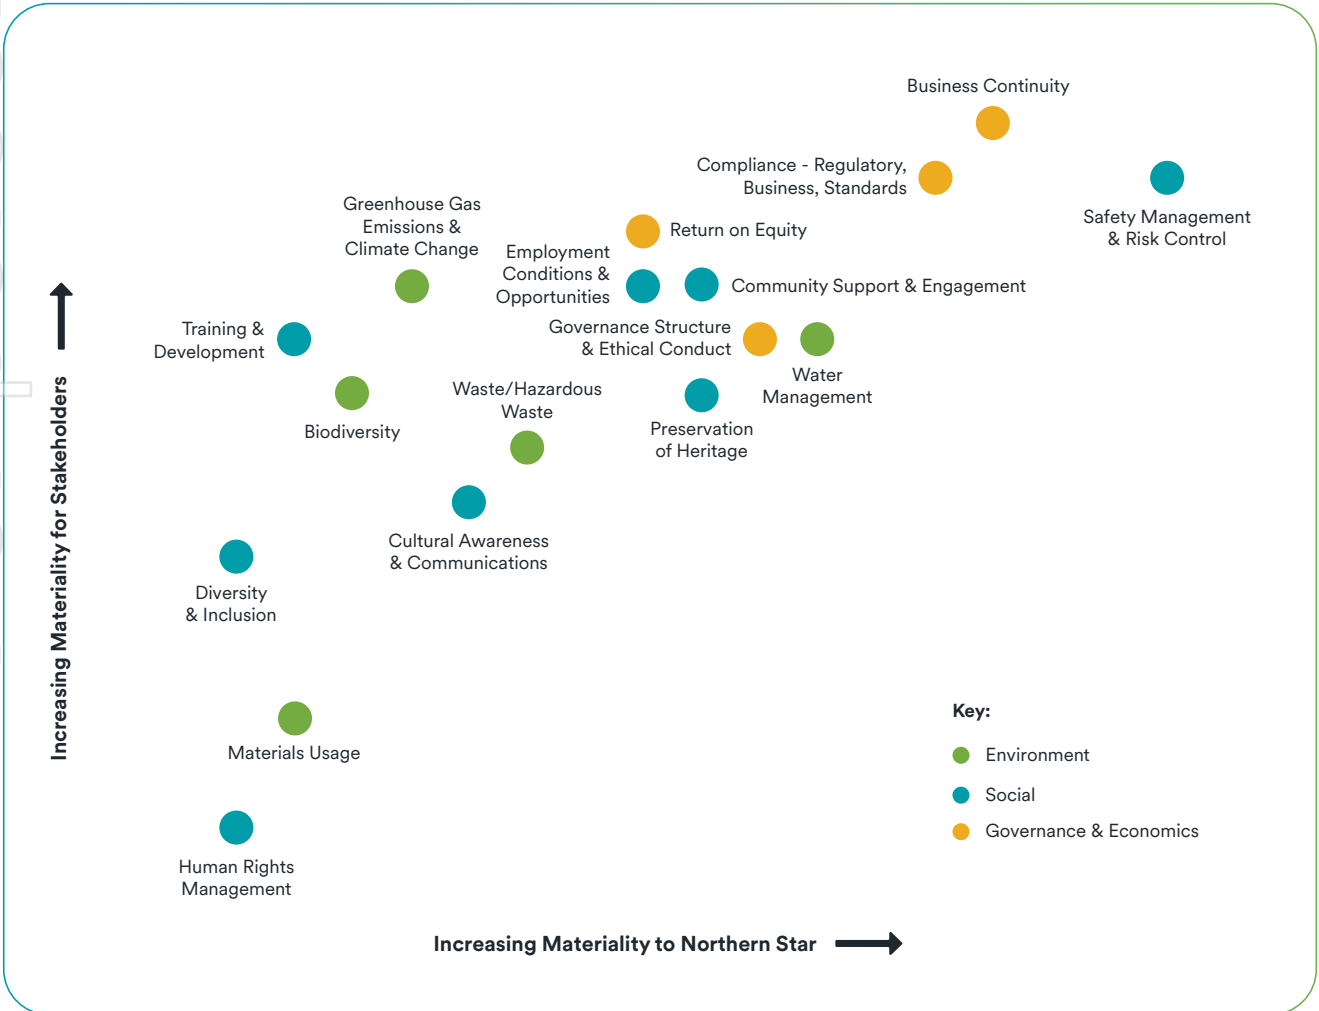 Business Continuity
Compliance - Regulatory,
Business, Standards
Safety Management
& Risk Control
Greenhouse Gas
Emissions &
Climate Change
Return on Equity
Employment
Conditions &
Opportunities
Community Support & Engagement
Training &
Development
Governance Structure
& Ethical Conduct
Water
Management
Biodiversity
Waste/Hazardous
Waste
Preservation
of Heritage
Cultural Awareness
& Communications
Diversity
& Inclusion
Materials Usage
Human Rights
Management
Increasing Materiality for Stakeholders
Key:
Environment
Social
Governance & Economics
Increasing Materiality to Northern Star